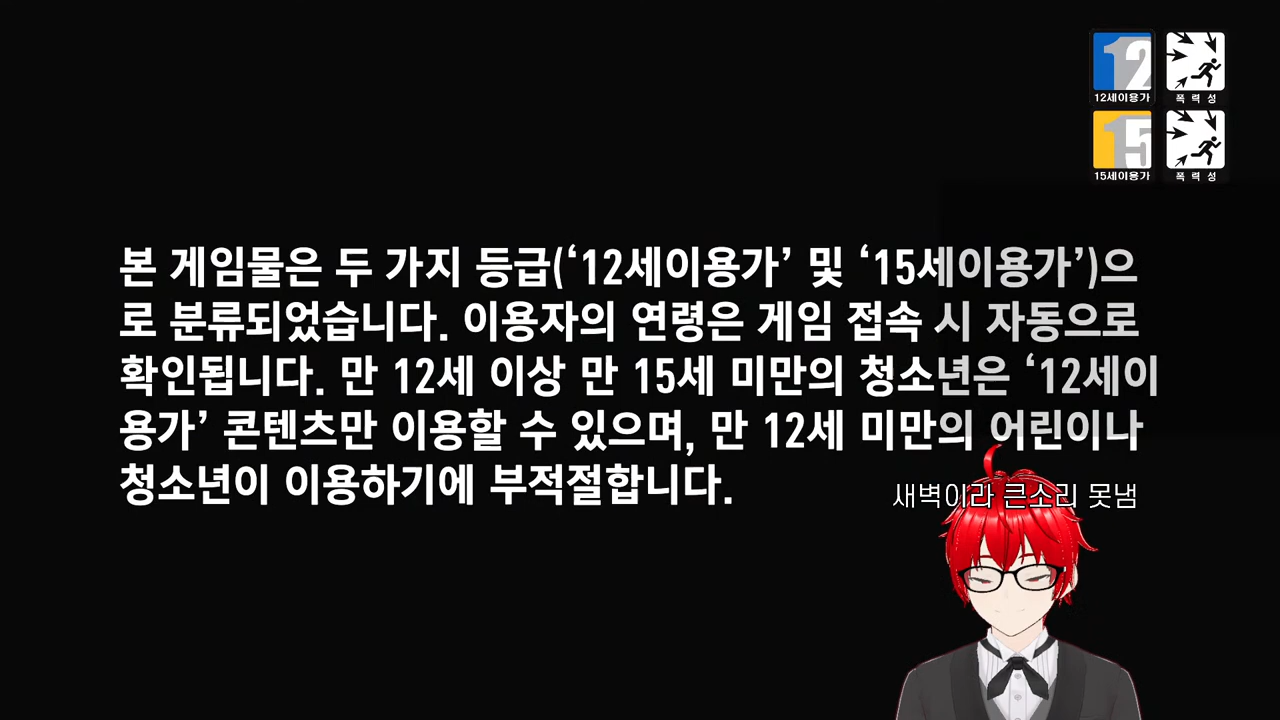 12
12세이용가
폭력성
15
15세이용가
폭력성
본 게임물은 두 가지 등급(‘12세이용가’ 및 ‘15세이용가’)으
로 분류되었습니다. 이용자의 연령은 게임 접속 시 자동으로
확인됩니다. 만 12세 이상 만 15세 미만의 청소년은 ‘12세이
용가’ 콘텐츠만 이용할 수 있으며, 만 12세 미만의 어린이나
청소년이 이용하기에 부적절합니다.
새벽이라 큰소리 못냄